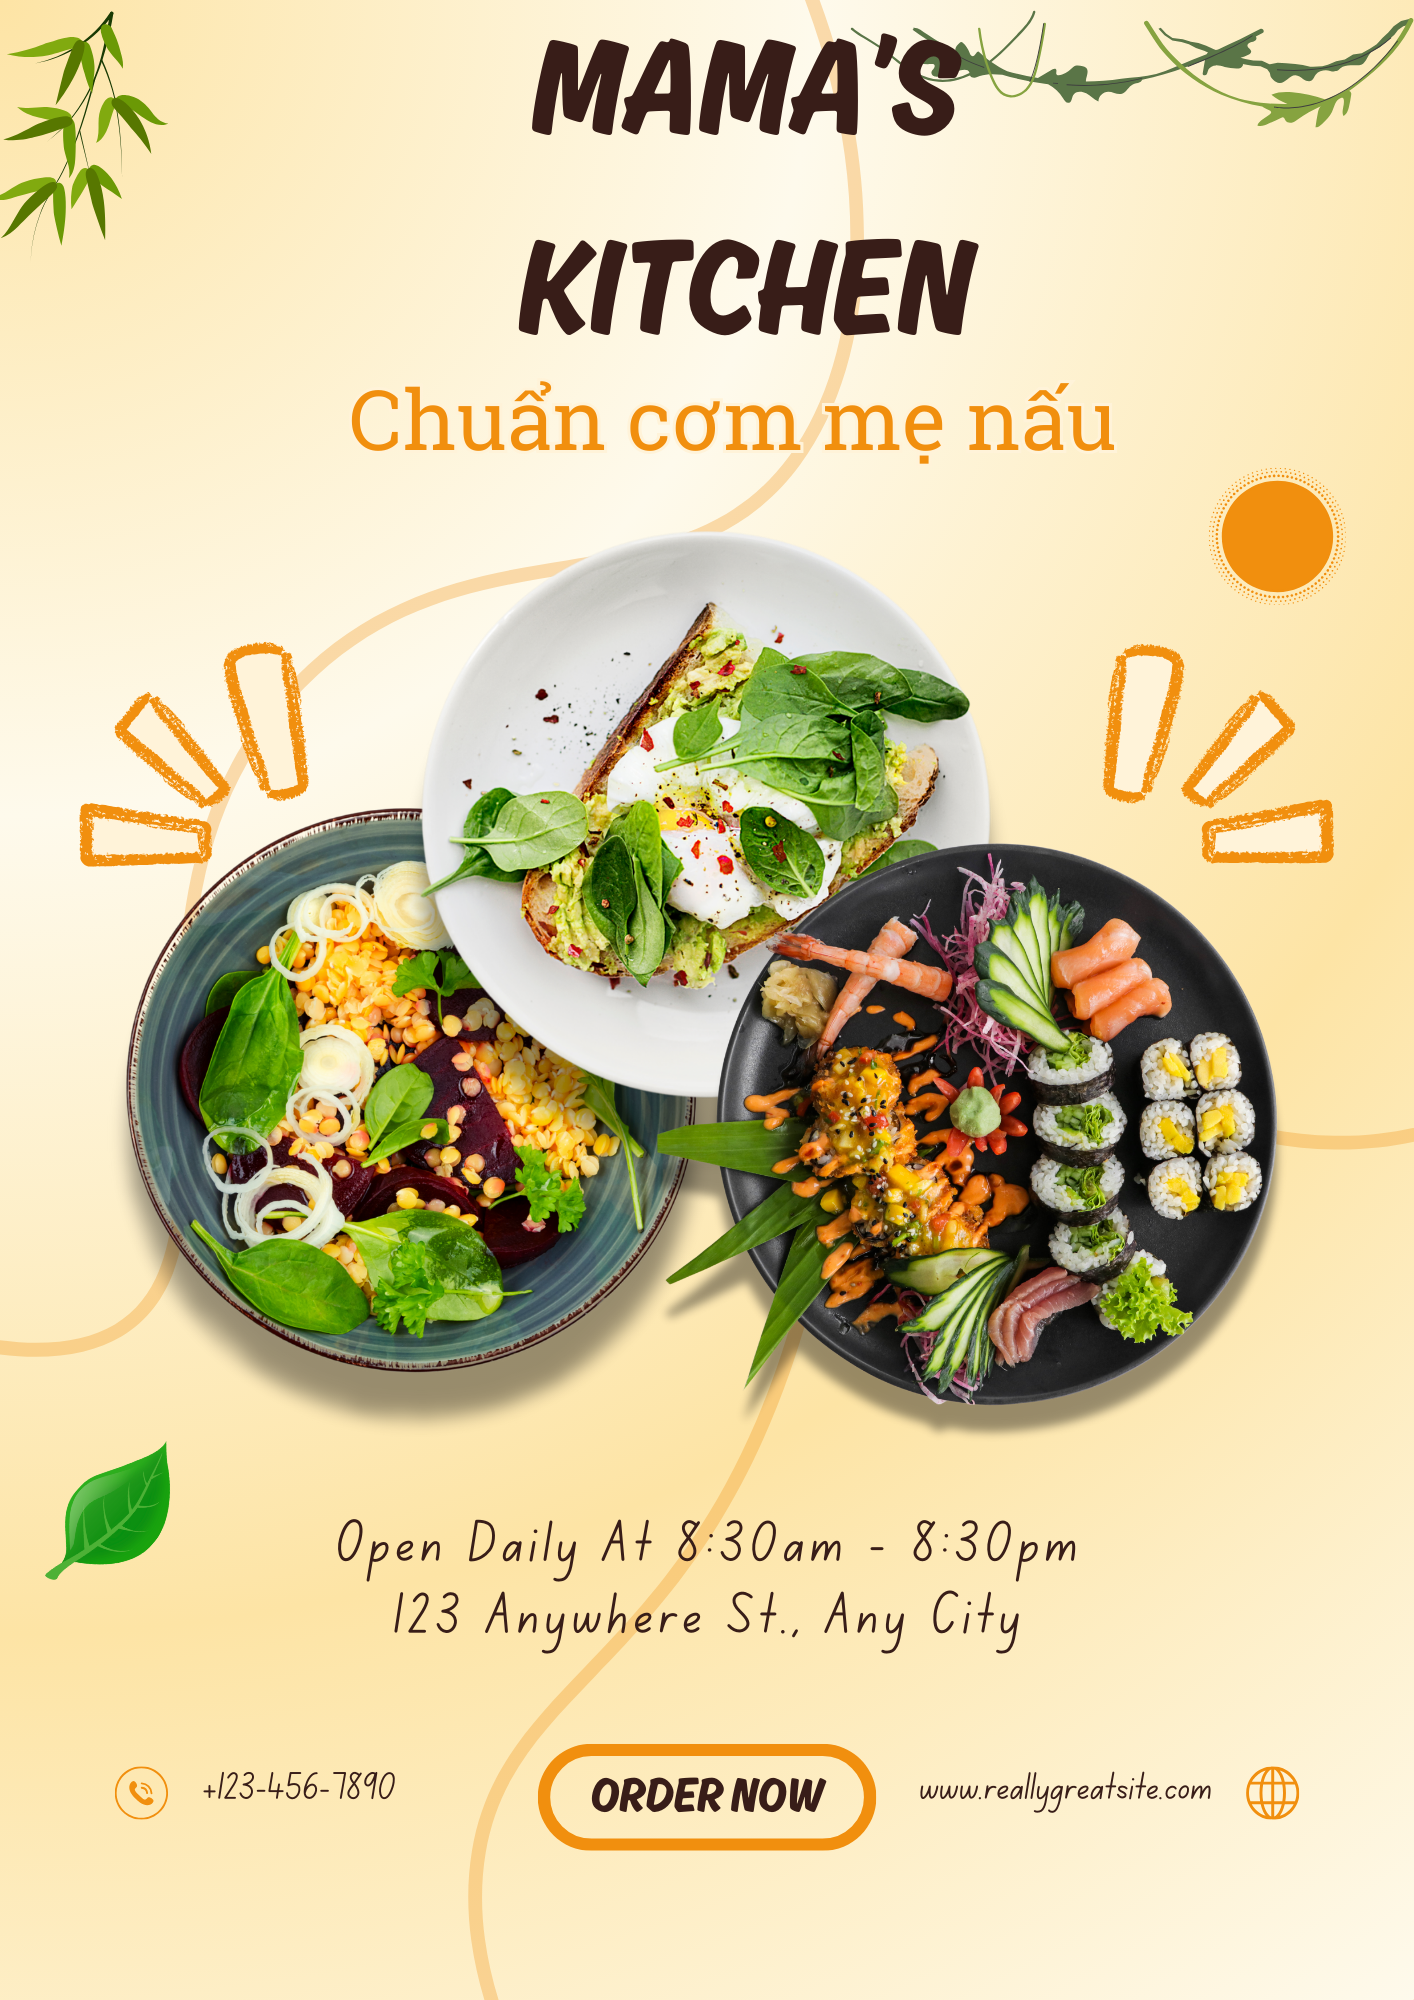 MAMA'S
KITCHEN
Chuẩn cơm mẹ nấu
Open Daily At 8:30am - 8:30pm
123 Anywhere St., Any City
+123-456-7890
ORDER NOW
www.reallygreatsite.com